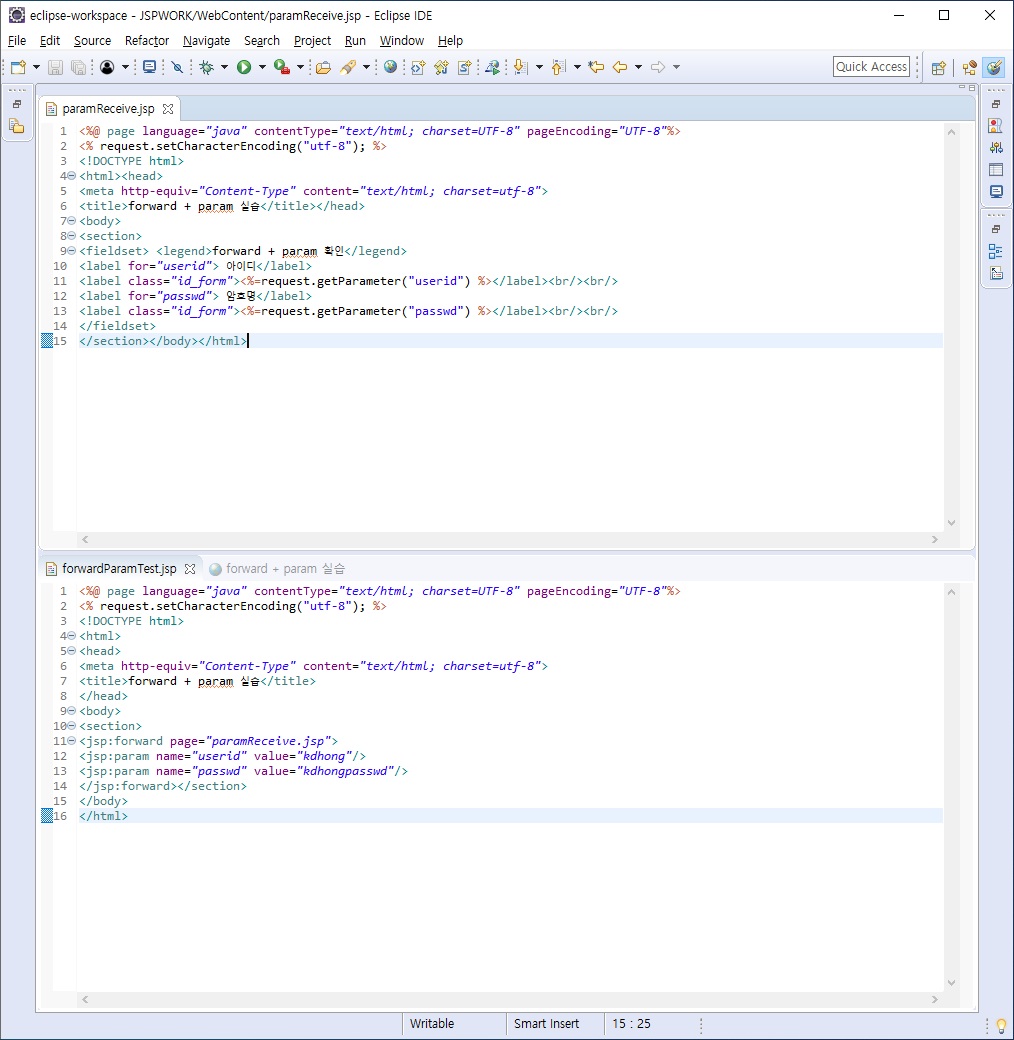 eclipse-workspace - JSPWORK/WebContent/paramReceive.jsp - Eclipse IDE
File Edit Source Refactor Navigate Search Project Run Window Help
Quick Access
paramReceive.jsp
1 <%@ page language="java" contentType="text/html; charset=UTF-8" pageEncoding="UTF-8"%>
2 <% request.setCharacterEncoding("utf-8"); %>
3 <!DOCTYPE html>
4 <html><head>
5 <meta http-equiv="Content-Type" content="text/html; charset=utf-8">
6 <title>forward + param 실습</title></head>
7 <body>
8 <section>
9 <fieldset> <legend>forward + param 확인</legend>
10 <label for="userid"> 아이디</label>
11 <label class="id_form"><%=request.getParameter("userid") %></label><br/><br/>
12 <label for="passwd"> 암호명</label>
13 <label class="id_form"><%=request.getParameter("passwd") %></label><br/><br/>
14 </fieldset>
15 </section></body></html>
forwardParamTest.jsp forward + param 실습
1 <%@ page language="java" contentType="text/html; charset=UTF-8" pageEncoding="UTF-8"%>
2 <% request.setCharacterEncoding("utf-8"); %>
3 <!DOCTYPE html>
4 <html>
5 <head>
6 <meta http-equiv="Content-Type" content="text/html; charset=utf-8">
7 <title>forward + param 실습</title>
8 </head>
9 <body>
10 <section>
11 <jsp:forward page="paramReceive.jsp">
12 <jsp:param name="userid" value="kdhong"/>
13 <jsp:param name="passwd" value="kdhongpasswd"/>
14 </jsp:forward></section>
15 </body>
16 </html>
Writable Smart Insert 15 : 25